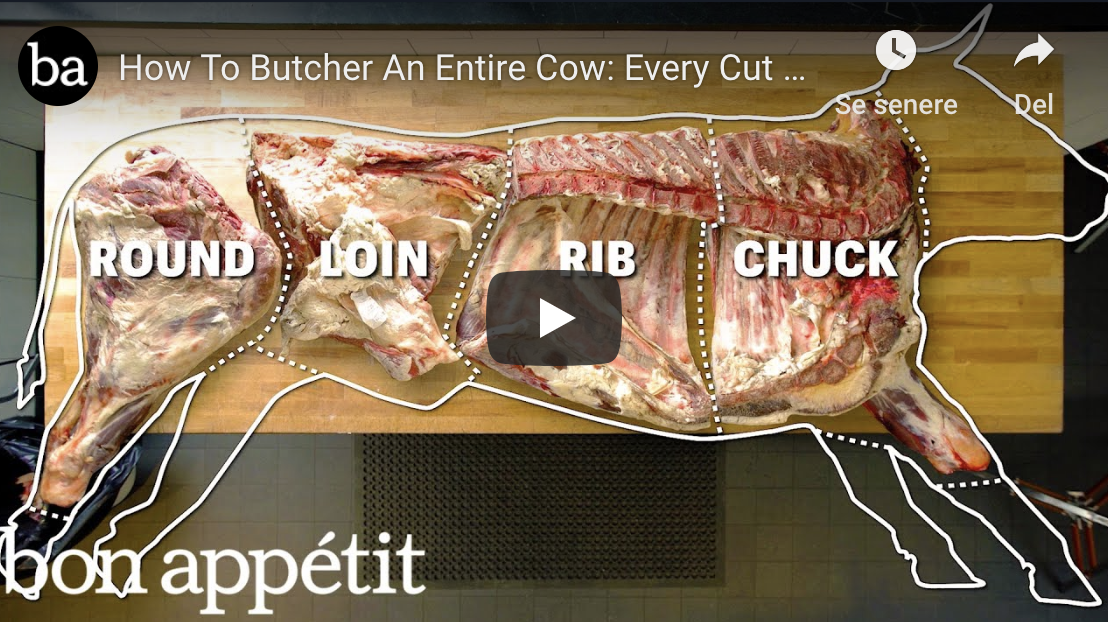 ba
How To Butcher An Entire Cow: Every Cut ...
Se senere
Del
ROUND
LOIN
RIB
CHUCK
bon appétit